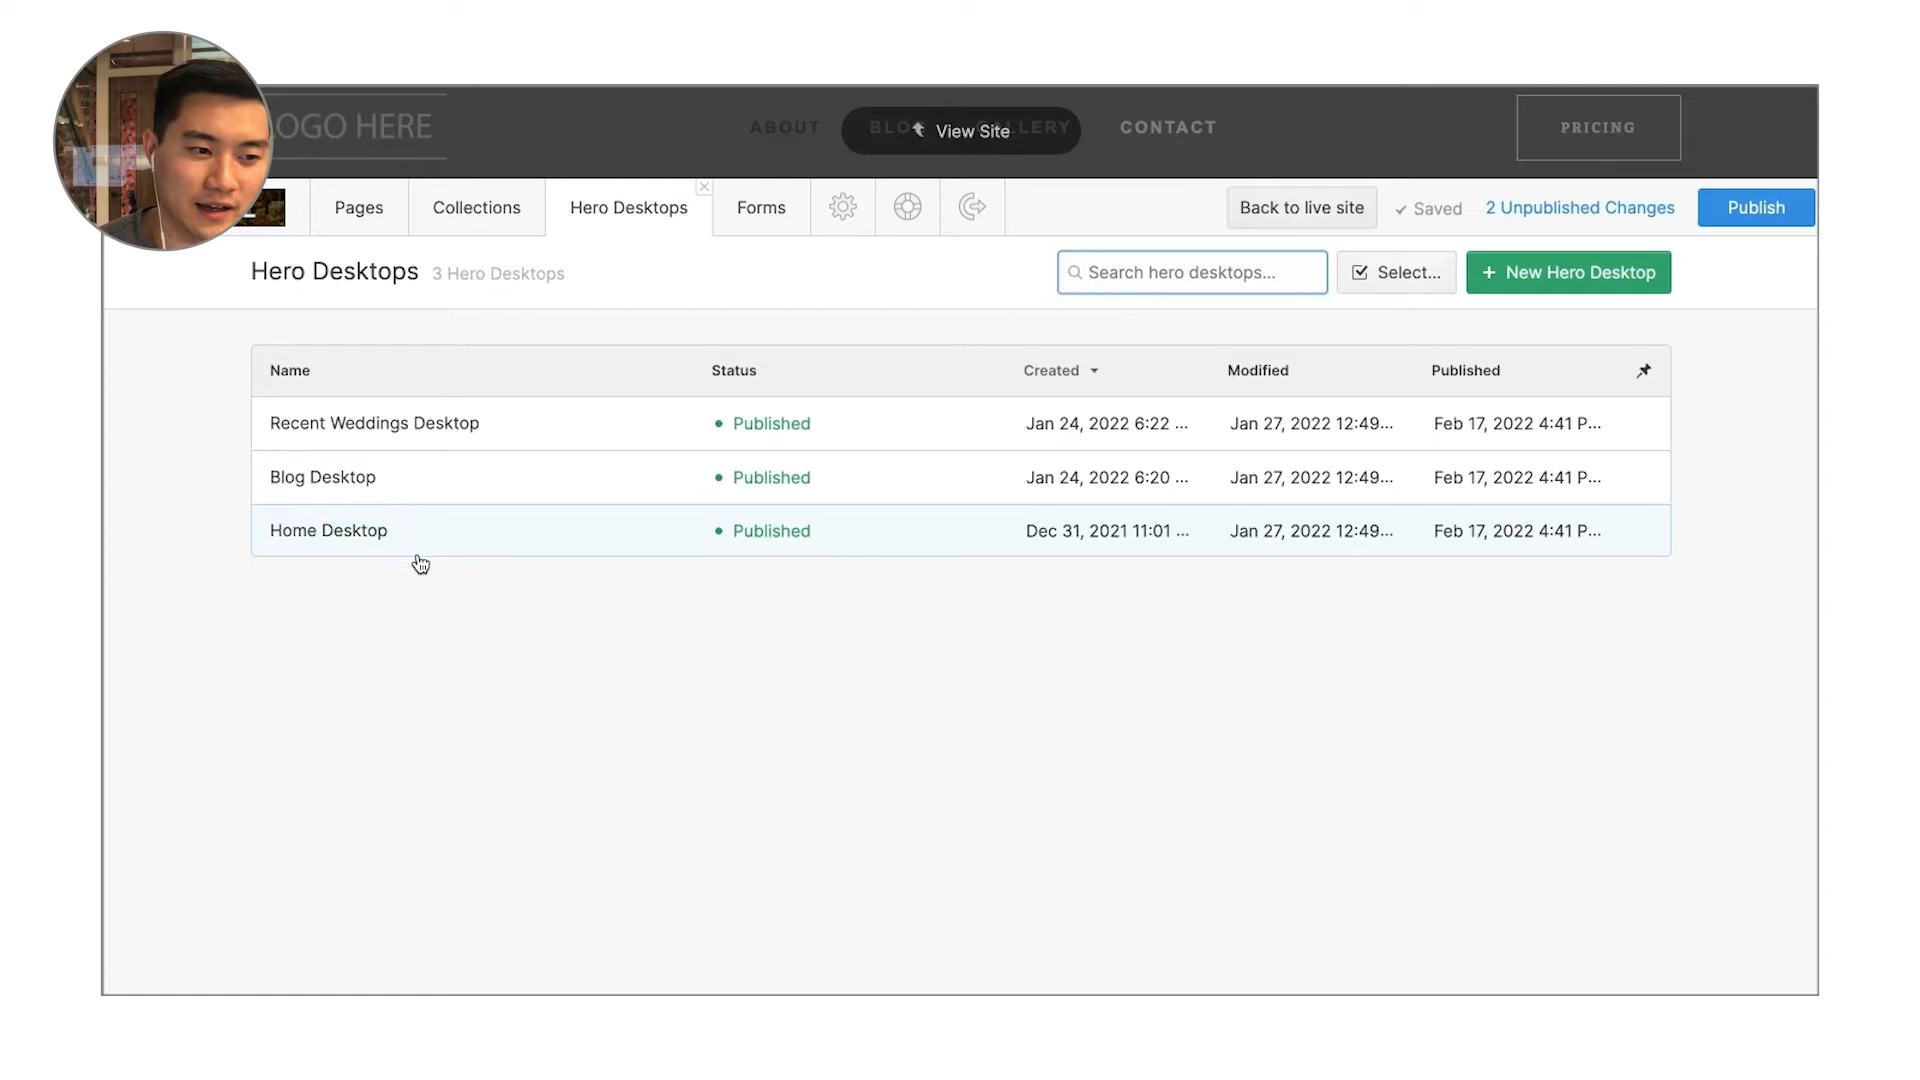 OGO HERE
ABOUT
View Site
GALLERY
CONTACT
PRICING
Pages
Collections
Hero Desktops
Forms
Back to live site
Saved
2 Unpublished Changes
Publish
Hero Desktops 3 Hero Desktops
Search hero desktops...
Select...
+ New Hero Desktop
Name Status Created Modified Published
Recent Weddings Desktop Published Jan 24, 2022 6:22 ... Jan 27, 2022 12:49... Feb 17, 2022 4:41 P...
Blog Desktop Published Jan 24, 2022 6:20 ... Jan 27, 2022 12:49... Feb 17, 2022 4:41 P...
Home Desktop Published Dec 31, 2021 11:01 ... Jan 27, 2022 12:49... Feb 17, 2022 4:41 P...